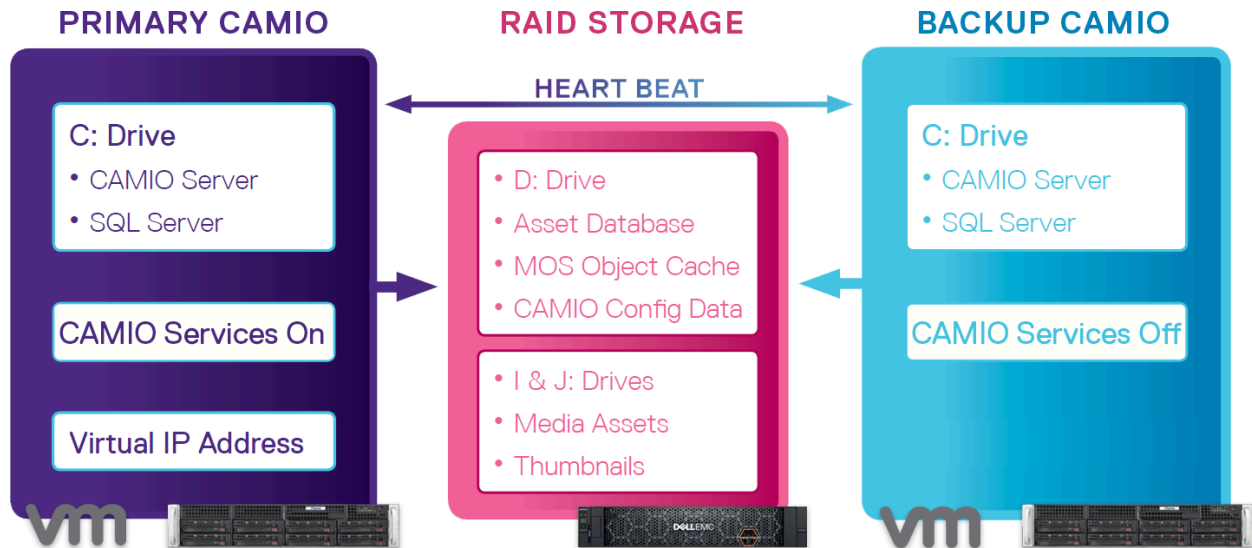 PRIMARY CAMIO
RAID STORAGE
BACKUP CAMIO
HEART BEAT
C: Drive
• CAMIO Server
• SQL Server
CAMIO Services On
Virtual IP Address
vm
• D: Drive
• Asset Database
• MOS Object Cache
• CAMIO Config Data
• I & J: Drives
• Media Assets
• Thumbnails
DELLEMC
C: Drive
• CAMIO Server
• SQL Server
CAMIO Services Off
vm